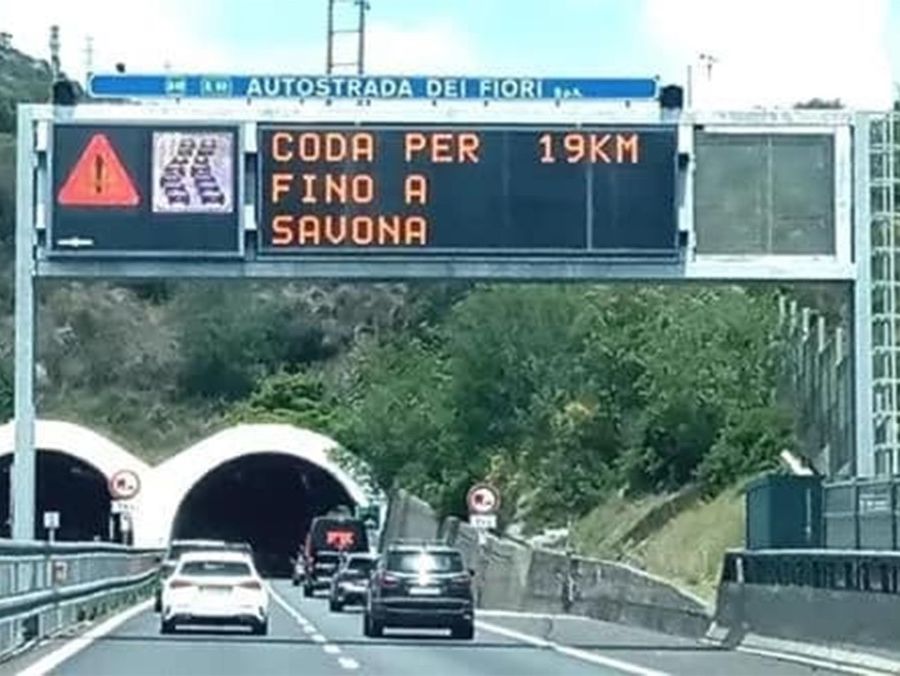 AUTOSTRADA DEI FIORI S.p.A.
CODA PER 19KM
FINO A
SAVONA